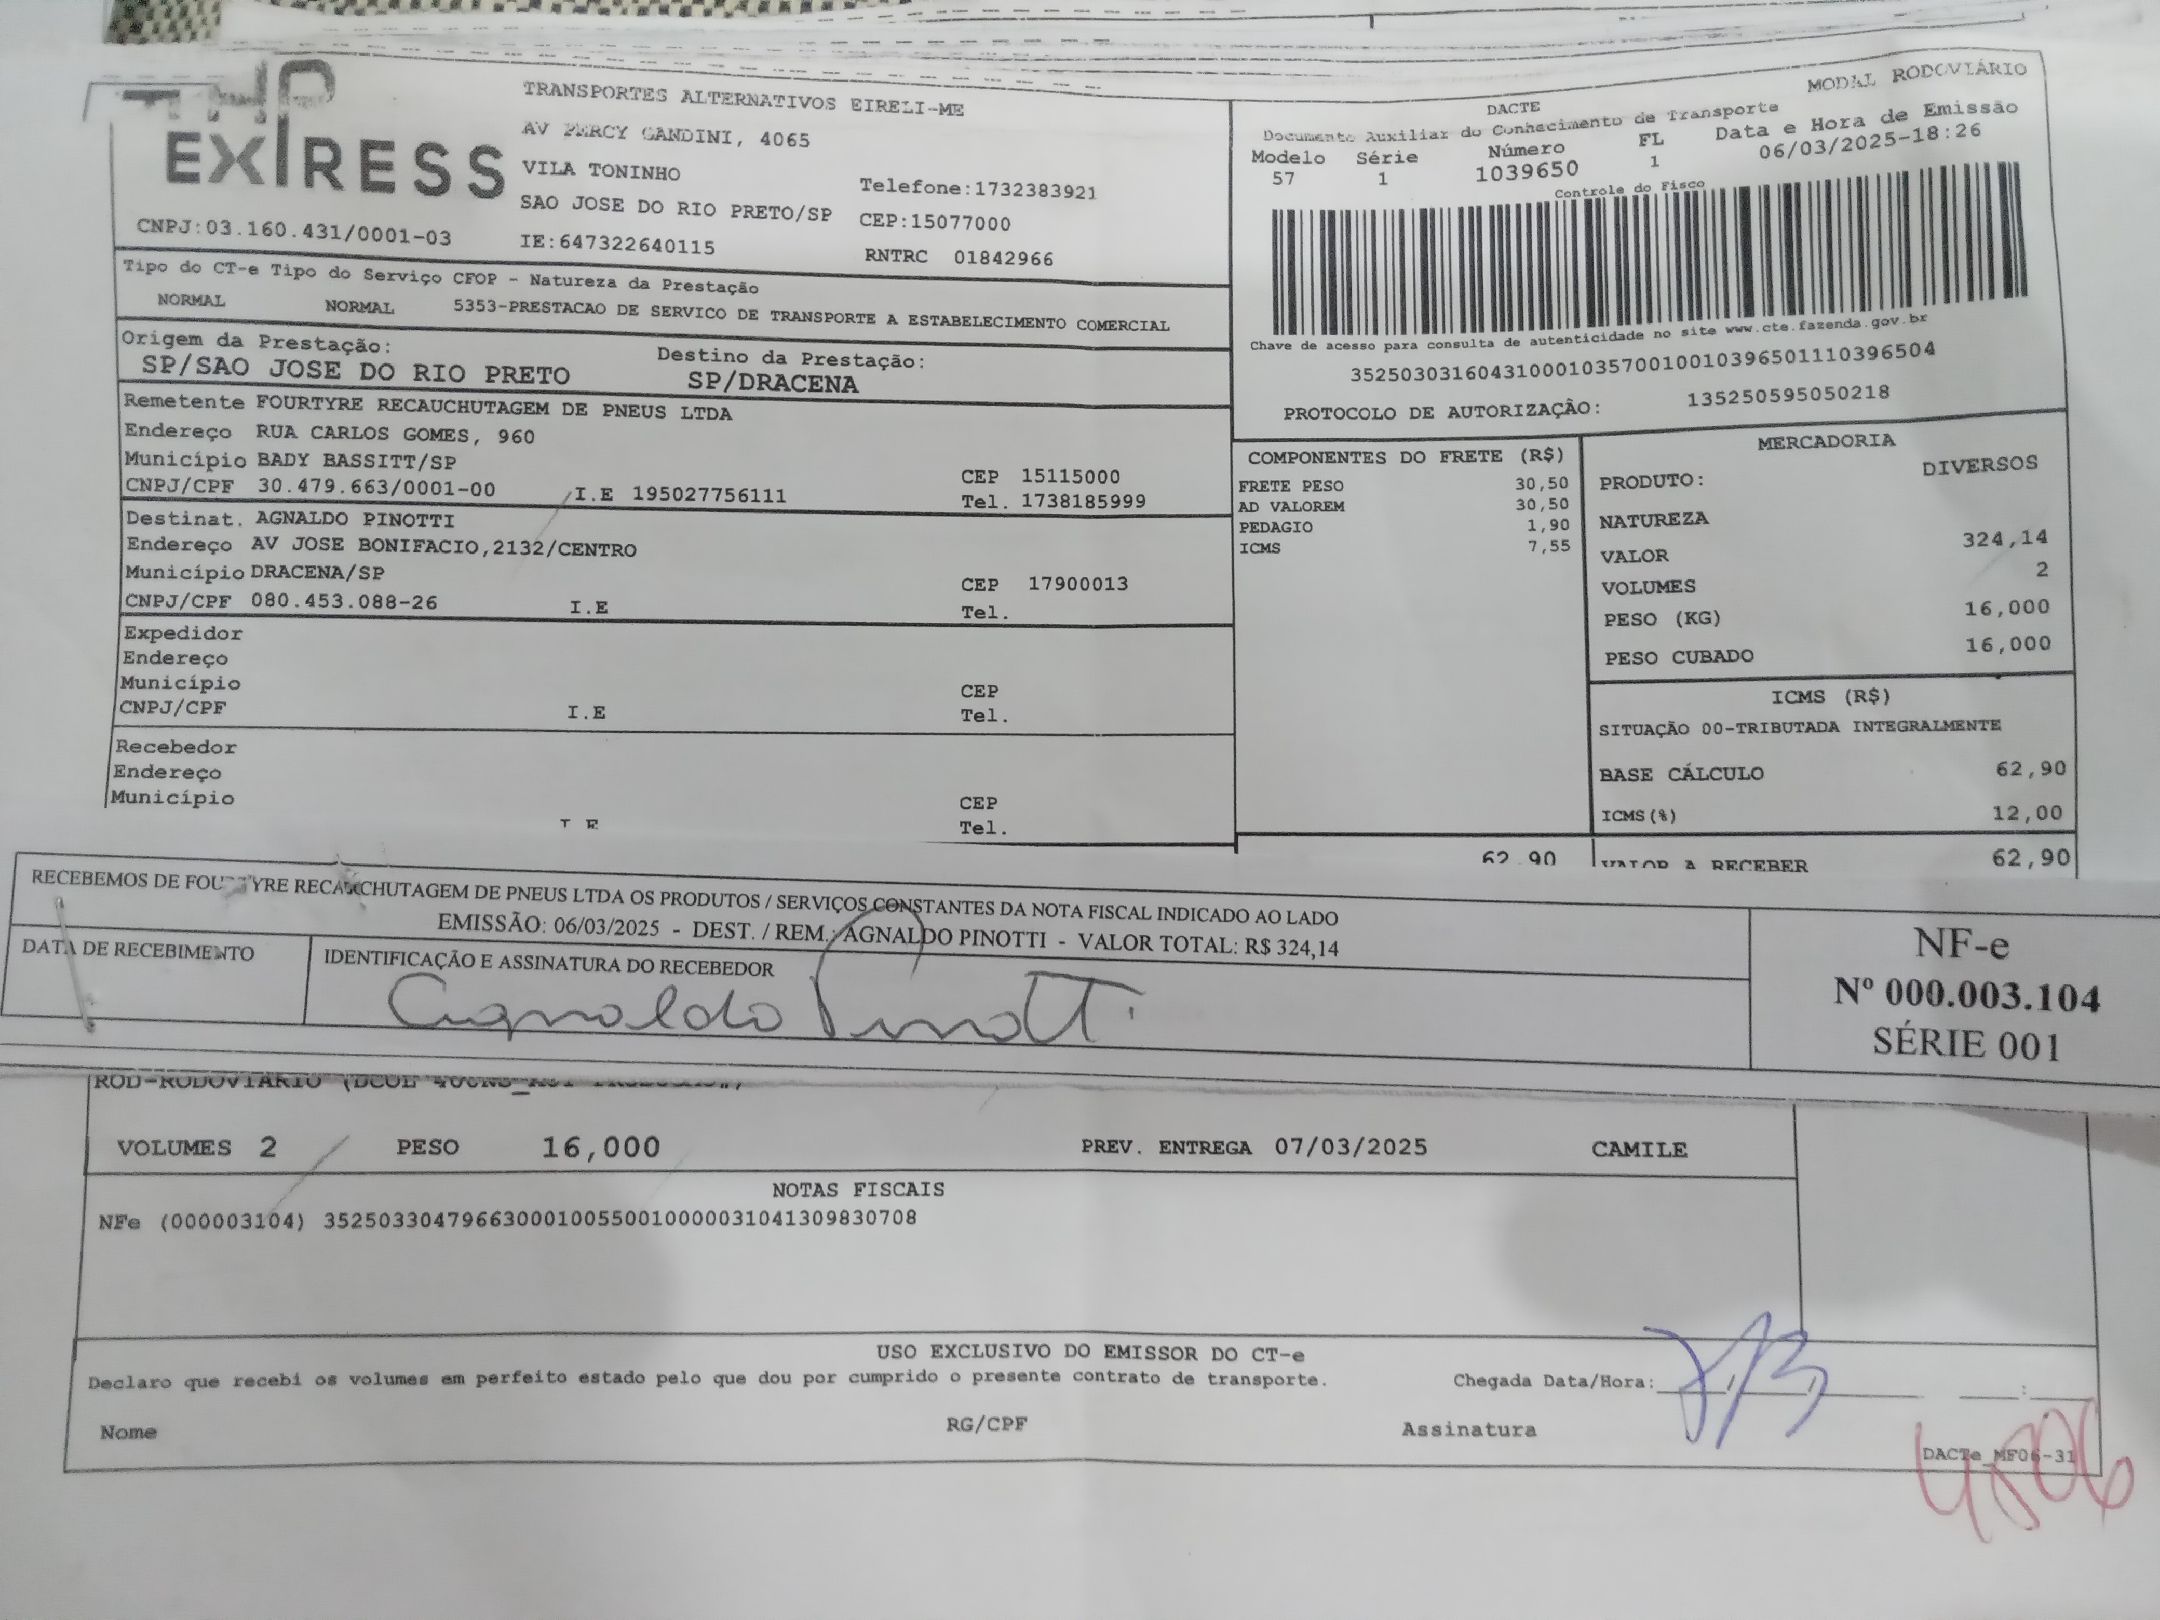 EXPRESS
CNPJ:03.160.431/0001-03
TRANSPORTES ALTERNATIVOS EIRELI-ME
AV PERCY GANDINI, 4065
VILA TONINHO
Telefone:1732383921
SAO JOSE DO RIO PRETO/SP CEP:15077000
IE:647322640115 RNTRC 01842966
MODAL RODOVIÁRIO
DACTE
Documento Auxiliar do Conhecimento de Transporte
Modelo Série Número FL Data e Hora de Emissão
57 1 1039650 1 06/03/2025-18:26
Controle do Fisco
Chave de acesso para consulta de autenticidade no site www.cte.fazenda.gov.br
35250303160431000103570010010396501110396504
PROTOCOLO DE AUTORIZAÇÃO: 135250595050218
Tipo do CT-e Tipo do Serviço CFOP - Natureza da Prestação
NORMAL NORMAL 5353-PRESTACAO DE SERVICO DE TRANSPORTE A ESTABELECIMENTO COMERCIAL
Origem da Prestação: Destino da Prestação:
SP/SAO JOSE DO RIO PRETO SP/DRACENA
Remetente FOURTYRE RECAUCHUTAGEM DE PNEUS LTDA
Endereço RUA CARLOS GOMES, 960
Município BADY BASSITT/SP CEP 15115000
CNPJ/CPF 30.479.663/0001-00 I.E 195027756111 Tel. 1738185999
Destinat. AGNALDO PINOTTI
Endereço AV JOSE BONIFACIO,2132/CENTRO
Município DRACENA/SP CEP 17900013
CNPJ/CPF 080.453.088-26 I.E Tel.
Expedidor
Endereço
Município CEP
CNPJ/CPF I.E Tel.
Recebedor
Endereço
Município CEP
I.E Tel.
COMPONENTES DO FRETE (R$)
FRETE PESO 30,50
AD VALOREM 30,50
PEDAGIO 1,90
ICMS 7,55
62,90
MERCADORIA
PRODUTO: DIVERSOS
NATUREZA
VALOR 324,14
VOLUMES 2
PESO (KG) 16,000
PESO CUBADO 16,000
ICMS (R$)
SITUAÇÃO 00-TRIBUTADA INTEGRALMENTE
BASE CÁLCULO 62,90
ICMS(%) 12,00
VALOR A RECEBER 62,90
RECEBEMOS DE FOURTYRE RECAUCHUTAGEM DE PNEUS LTDA OS PRODUTOS / SERVIÇOS CONSTANTES DA NOTA FISCAL INDICADO AO LADO
EMISSÃO: 06/03/2025 - DEST. / REM.: AGNALDO PINOTTI - VALOR TOTAL: R$ 324,14
DATA DE RECEBIMENTO IDENTIFICAÇÃO E ASSINATURA DO RECEBEDOR
Agnaldo Pinotti
NF-e
Nº 000.003.104
SÉRIE 001
ROD-RODOVIARIO
VOLUMES 2 PESO 16,000 PREV. ENTREGA 07/03/2025 CAMILE
NOTAS FISCAIS
NFe (000003104) 35250330479663000100550010000031041309830708
USO EXCLUSIVO DO EMISSOR DO CT-e
Declaro que recebi os volumes em perfeito estado pelo que dou por cumprido o presente contrato de transporte. Chegada Data/Hora:
Nome RG/CPF Assinatura
DACTe_MF06-31